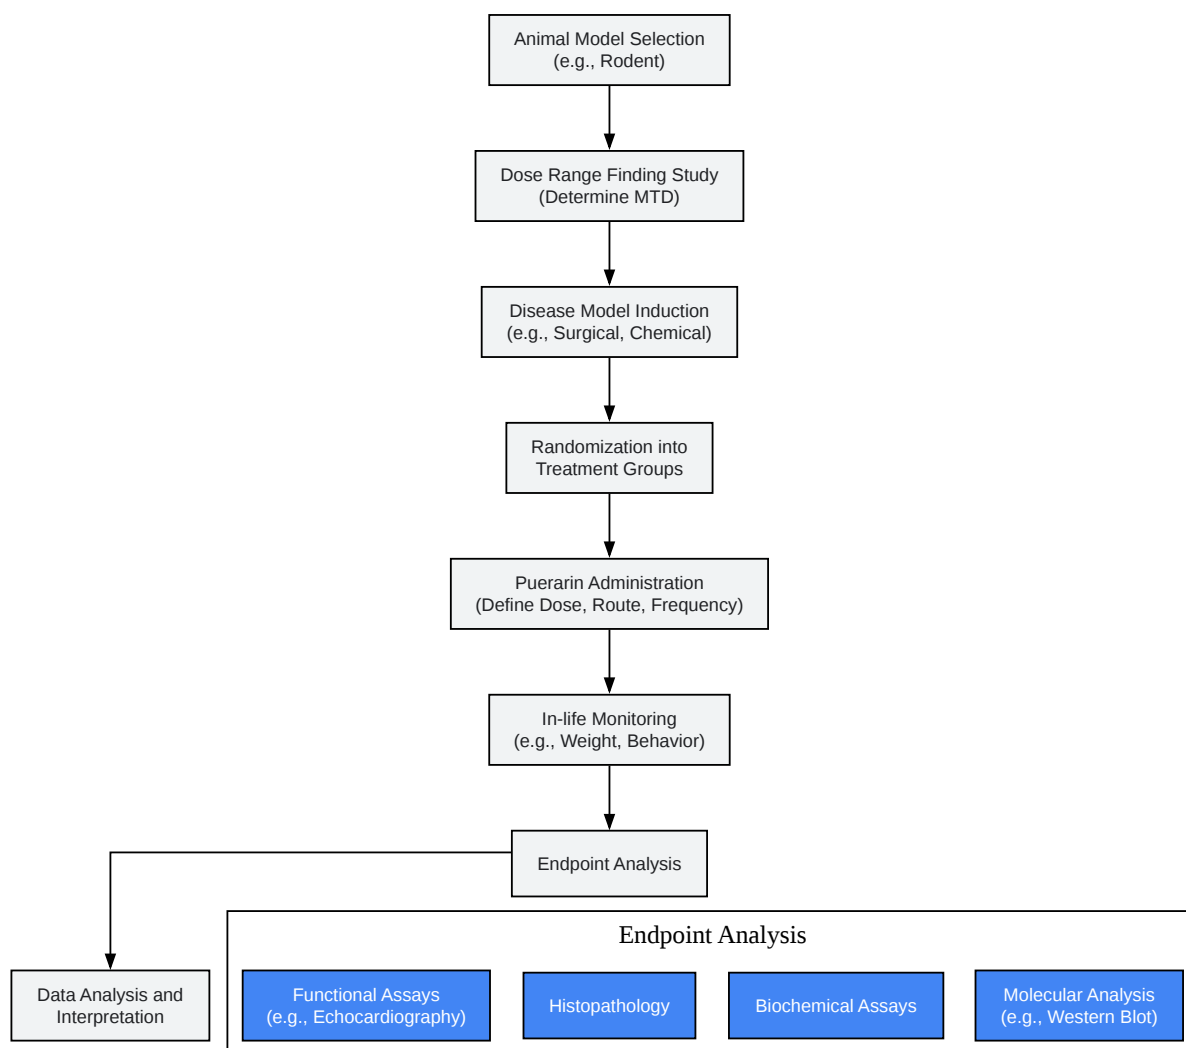 Animal Model Selection
(e.g., Rodent)
Dose Range Finding Study
(Determine MTD)
Disease Model Induction
(e.g., Surgical, Chemical)
Randomization into
Treatment Groups
Puerarin Administration
(Define Dose, Route, Frequency)
In-life Monitoring
(e.g., Weight, Behavior)
Endpoint Analysis
Endpoint Analysis
Data Analysis and
Interpretation
Functional Assays
(e.g., Echocardiography)
Histopathology
Biochemical Assays
Molecular Analysis
(e.g., Western Blot)